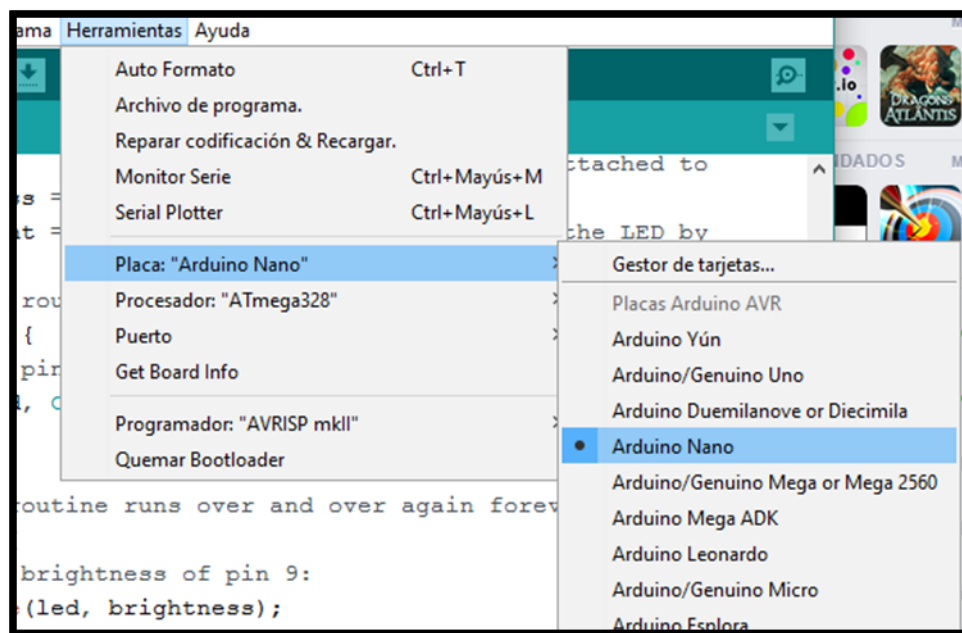 Herramientas Ayuda
Auto Formato Ctrl+T
Archivo de programa.
Reparar codificación & Recargar.
Monitor Serie Ctrl+Mayús+M
Serial Plotter Ctrl+Mayús+L
Placa: "Arduino Nano"
Procesador: "ATmega328"
Puerto
Get Board Info
Programador: "AVRISP mkII"
Quemar Bootloader
Gestor de tarjetas...
Placas Arduino AVR
Arduino Yún
Arduino/Genuino Uno
Arduino Duemilanove or Diecimila
Arduino Nano
Arduino/Genuino Mega or Mega 2560
Arduino Mega ADK
Arduino Leonardo
Arduino/Genuino Micro
Arduino Esplora
ttached to
the LED by
{
pin
routine runs over and over again forev
brightness of pin 9:
(led, brightness);
.io
DRAGONS
ATLANTIS